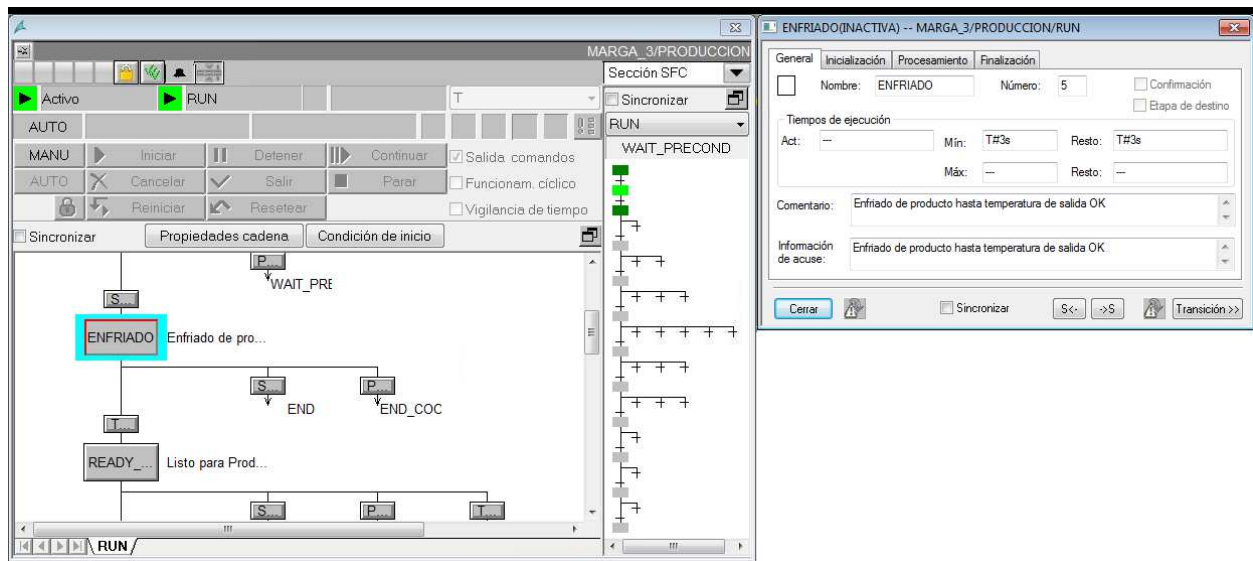 MARGA_3/PRODUCCION
Sección SFC
Activo
RUN
T
Sincronizar
AUTO
RUN
MANU
Iniciar
Detener
Continuar
Salida comandos
WAIT_PRECOND
AUTO
Cancelar
Salir
Parar
Funcionam. cíclico
Reiniciar
Resetear
Vigilancia de tiempo
Sincronizar
Propiedades cadena
Condición de inicio
P...
WAIT_PRE
S...
ENFRIADO
Enfriado de pro...
S...
P...
END
END_COC
T...
READY_...
Listo para Prod...
S...
P...
T...
RUN
ENFRIADO(INACTIVA) -- MARGA_3/PRODUCCION/RUN
General
Inicialización
Procesamiento
Finalización
Nombre:
ENFRIADO
Número:
5
Confirmación
Etapa de destino
Tiempos de ejecución
Act:
---
Mín:
T#3s
Resto:
T#3s
Máx:
---
Resto:
---
Comentario:
Enfriado de producto hasta temperatura de salida OK
Información
de acuse:
Enfriado de producto hasta temperatura de salida OK
Cerrar
Sincronizar
S<-
->S
Transición >>